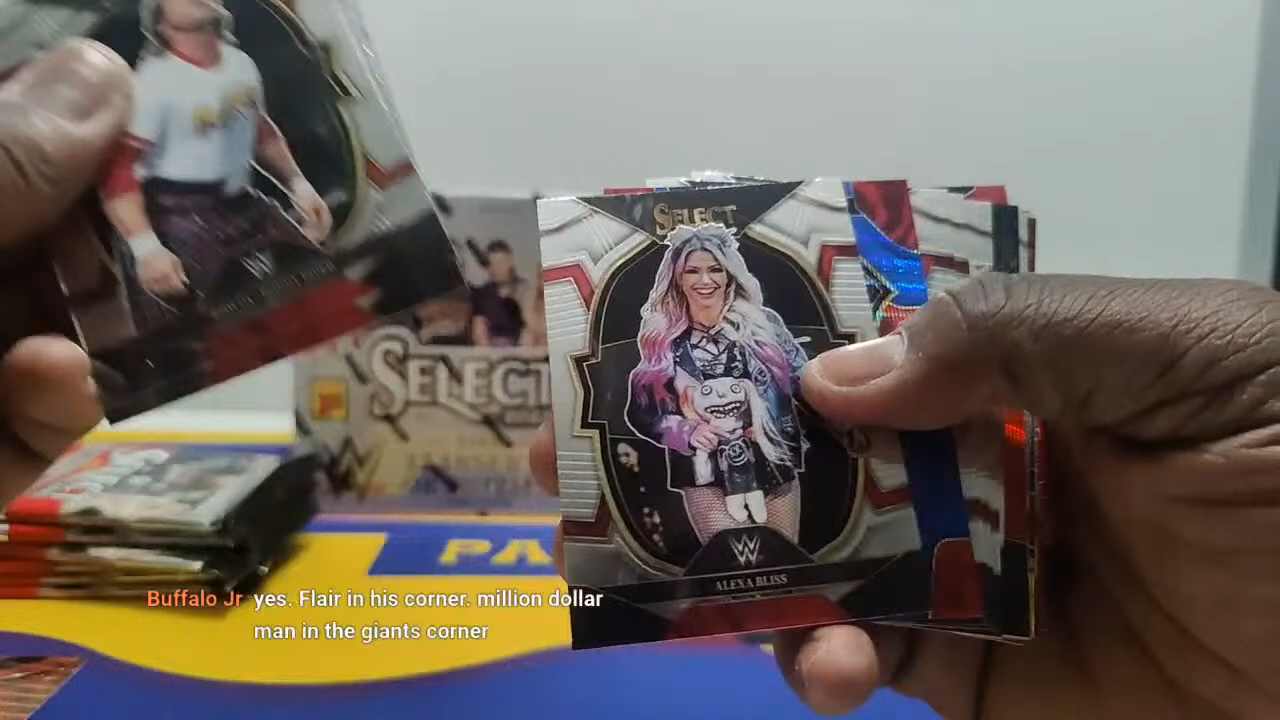 SELECT
SELECT
W
ALEXA BLISS
PA
Buffalo Jr yes. Flair in his corner. million dollar
man in the giants corner